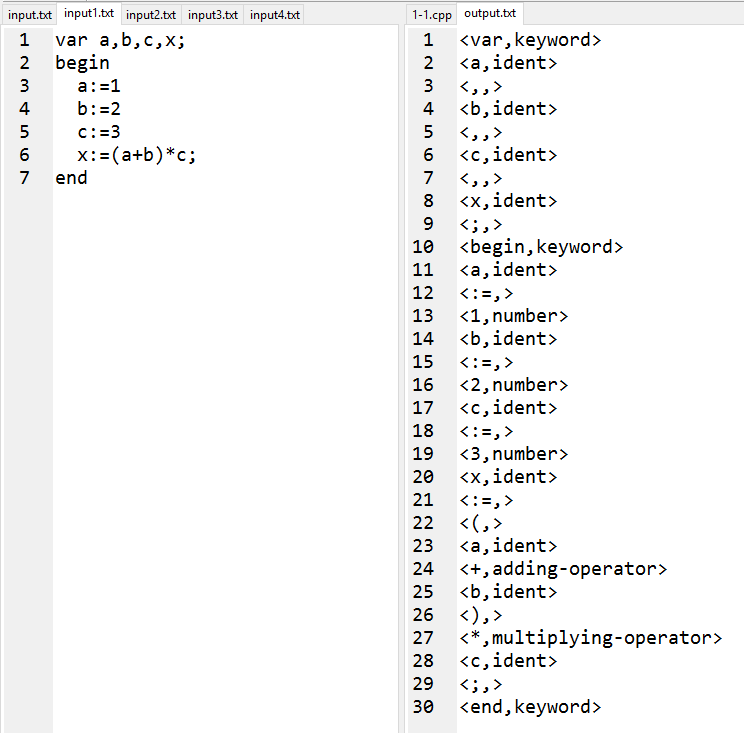 input.txt input1.txt input2.txt input3.txt input4.txt
1 var a,b,c,x;
2 begin
3   a:=1
4   b:=2
5   c:=3
6   x:=(a+b)*c;
7 end
1-1.cpp output.txt
1 <var,keyword>
2 <a,ident>
3 <,,>
4 <b,ident>
5 <,,>
6 <c,ident>
7 <,,>
8 <x,ident>
9 <;,>
10 <begin,keyword>
11 <a,ident>
12 <:=,>
13 <1,number>
14 <b,ident>
15 <:=,>
16 <2,number>
17 <c,ident>
18 <:=,>
19 <3,number>
20 <x,ident>
21 <:=,>
22 <(,>
23 <a,ident>
24 <+,adding-operator>
25 <b,ident>
26 <),>
27 <*,multiplying-operator>
28 <c,ident>
29 <;,>
30 <end,keyword>